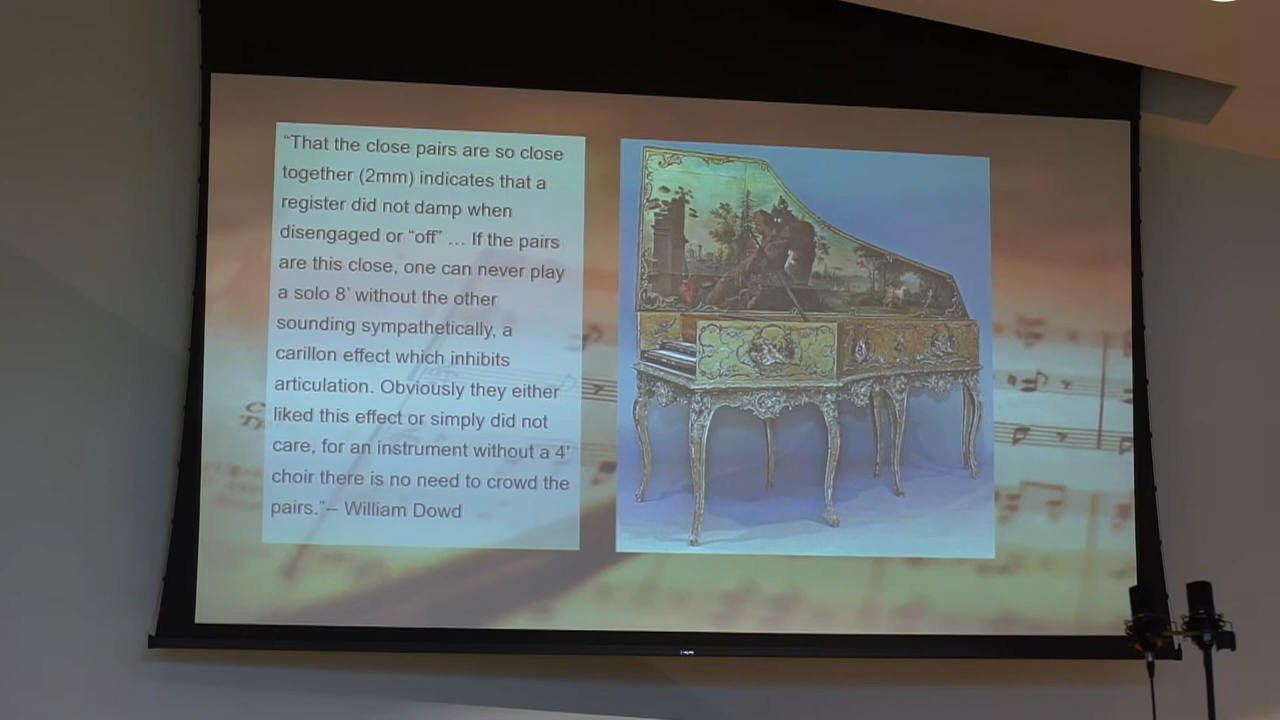 “That the close pairs are so close
together (2mm) indicates that a
register did not damp when
disengaged or “off” … If the pairs
are this close, one can never play
a solo 8’ without the other
sounding sympathetically, a
carillon effect which inhibits
articulation. Obviously they either
liked this effect or simply did not
care, for an instrument without a 4’
choir there is no need to crowd the
pairs.”– William Dowd